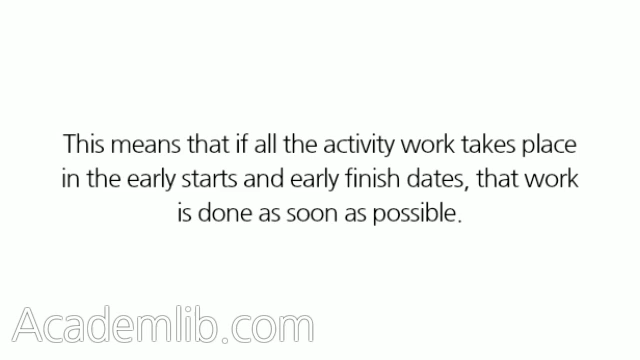 This means that if all the activity work takes place
in the early starts and early finish dates, that work
is done as soon as possible.
Academlib.com